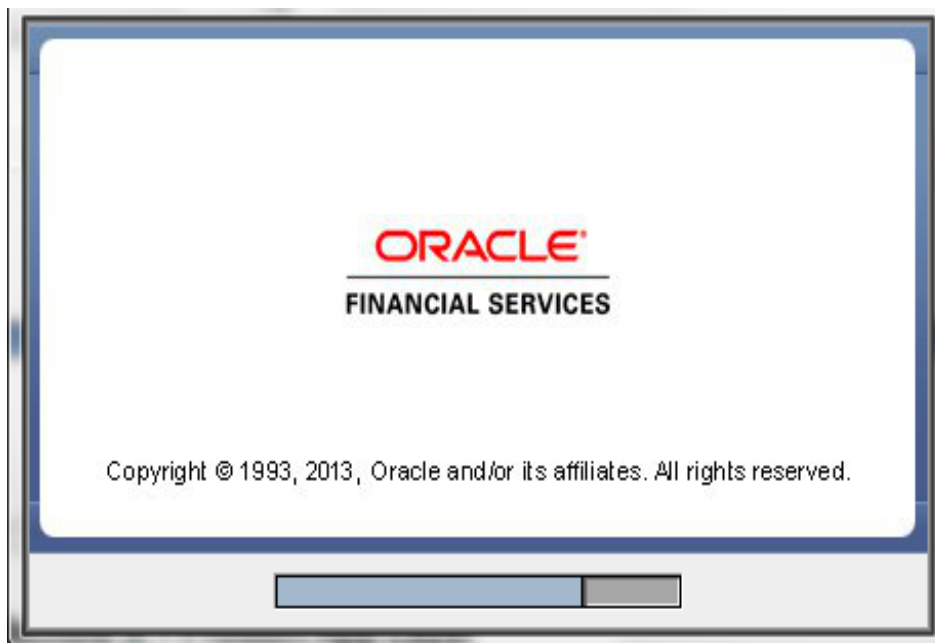 ORACLE®
FINANCIAL SERVICES
Copyright © 1993, 2013, Oracle and/or its affiliates. All rights reserved.